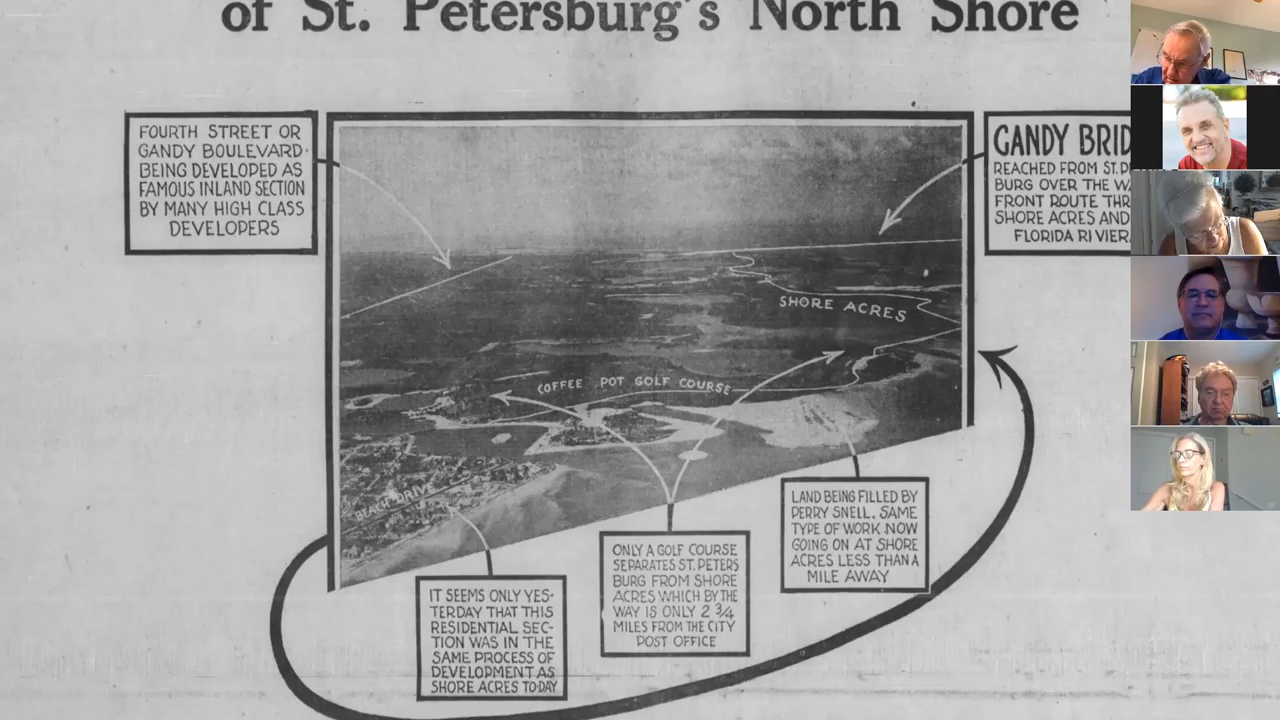 of St. Petersburg's North Shore
FOURTH STREET OR
GANDY BOULEVARD
BEING DEVELOPED AS
FAMOUS INLAND SECTION
BY MANY HIGH CLASS
DEVELOPERS
GANDY
REACHED FROM ST.
BURG OVER THE
FRONT ROUTE
SHORE ACRES AND
FLORIDA
SHORE ACRES
COFFEE POT GOLF COURSE
BEACH DRIVE
LAND BEING FILLED BY
PERRY SNELL. SAME
TYPE OF WORK NOW
GOING ON AT SHORE
ACRES LESS THAN A
MILE AWAY
ONLY A GOLF COURSE
SEPARATES ST. PETERS
BURG FROM SHORE
ACRES WHICH BY THE
WAY IS ONLY 2 3/4
MILES FROM THE CITY
POST OFFICE
IT SEEMS ONLY YES-
TERDAY THAT THIS
RESIDENTIAL SEC-
TION WAS IN THE
SAME PROCESS OF
DEVELOPMENT AS
SHORE ACRES TO-DAY